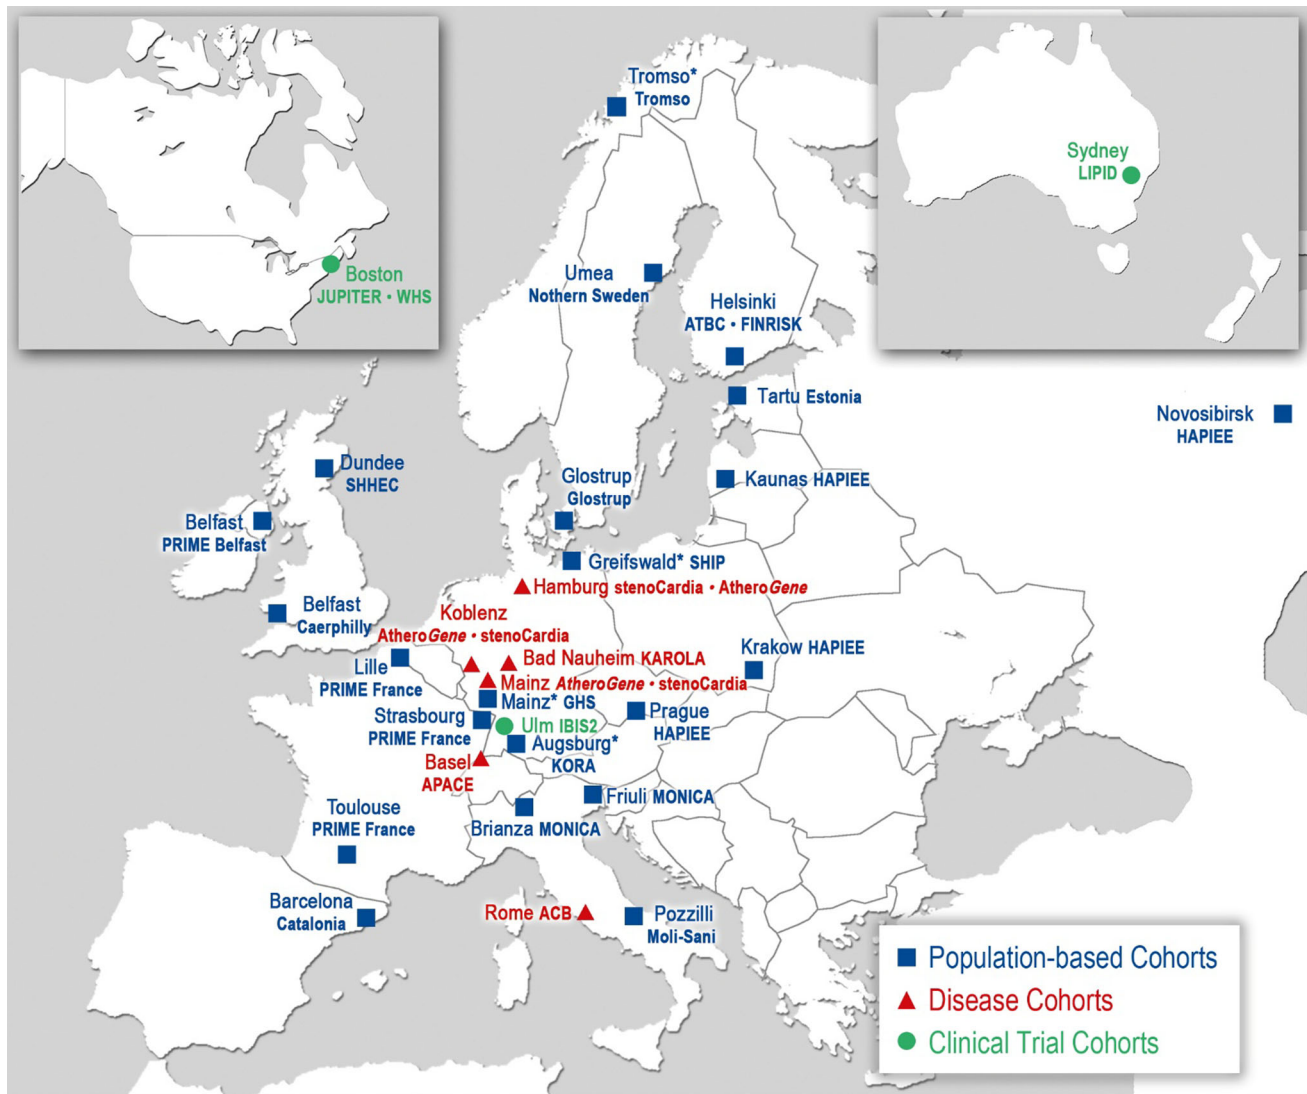 Tromso*
Tromso
Sydney
LIPID
Boston
JUPITER • WHS
Umea
Nothern Sweden
Helsinki
ATBC • FINRISK
Tartu Estonia
Novosibirsk
HAPIEE
Dundee
SHHEC
Glostrup
Glostrup
Kaunas HAPIEE
Belfast
PRIME Belfast
Greifswald* SHIP
Hamburg stenoCardia • AtheroGene
Belfast
Caerphilly
Koblenz
AtheroGene • stenoCardia
Krakow HAPIEE
Bad Nauheim KAROLA
Lille
PRIME France
Mainz AtheroGene • stenoCardia
Mainz* GHS
Strasbourg
PRIME France
Prague
HAPIEE
Ulm IBIS2
Augsburg*
KORA
Basel
APACE
Friuli MONICA
Toulouse
PRIME France
Brianza MONICA
Barcelona
Catalonia
Rome ACB
Pozzilli
Moli-Sani
Population-based Cohorts
Disease Cohorts
Clinical Trial Cohorts